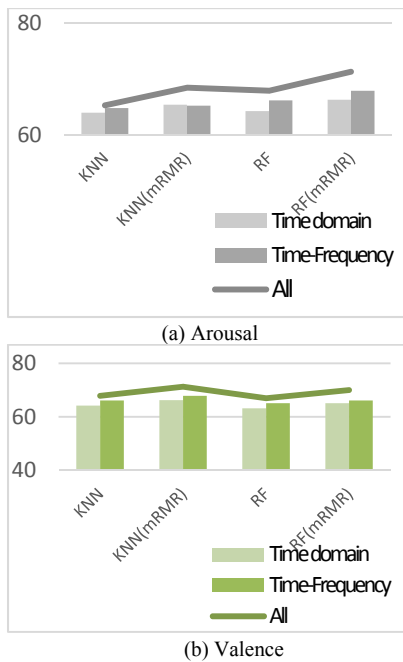 80
60
KNN
KNN(mRMR)
RF
RF(mRMR)
Time domain
Time-Frequency
All
(a) Arousal
80
60
40
KNN
KNN(mRMR)
RF
RF(mRMR)
Time domain
Time-Frequency
All
(b) Valence